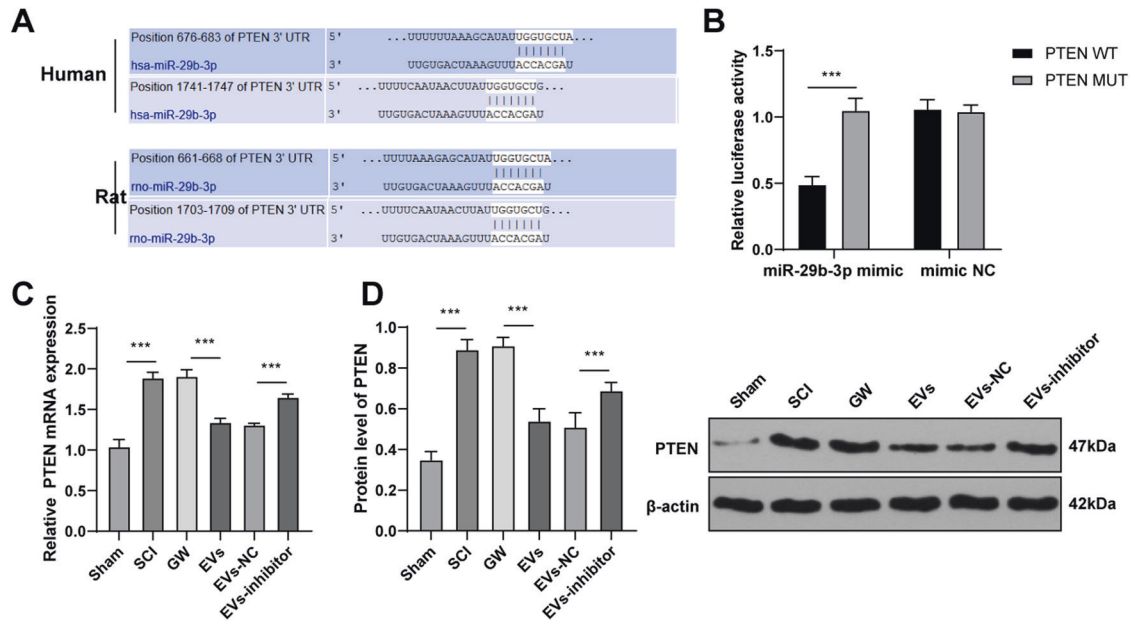 A
Human
Position 676-683 of PTEN 3' UTR 5' ...UUUUUUAAAGCAUAUUGGUGCUA...
hsa-miR-29b-3p 3' UUGUGACUAAAGUUUACCACGAU
Position 1741-1747 of PTEN 3' UTR 5' ...UUUUCAAUAACUUAUUGGUGCUG...
hsa-miR-29b-3p 3' UUGUGACUAAAGUUUACCACGAU
Rat
Position 661-668 of PTEN 3' UTR 5' ...UUUUAAAGAGCAUAUUGGUGCUA...
rno-miR-29b-3p 3' UUGUGACUAAAGUUUACCACGAU
Position 1703-1709 of PTEN 3' UTR 5' ...UUUUCAAUAACUUAUUGGUGCUG...
rno-miR-29b-3p 3' UUGUGACUAAAGUUUACCACGAU
B
Relative luciferase activity
1.5
1.0
0.5
0.0
***
miR-29b-3p mimic mimic NC
PTEN WT
PTEN MUT
C
Relative PTEN mRNA expression
2.5
2.0
1.5
1.0
0.5
0.0
*** *** ***
Sham SCI GW EVs EVs-NC EVs-inhibitor
D
Protein level of PTEN
1.0
0.8
0.6
0.4
0.2
0.0
*** *** ***
Sham SCI GW EVs EVs-NC EVs-inhibitor
Sham SCI GW EVs EVs-NC EVs-inhibitor
PTEN 47kDa
β-actin 42kDa